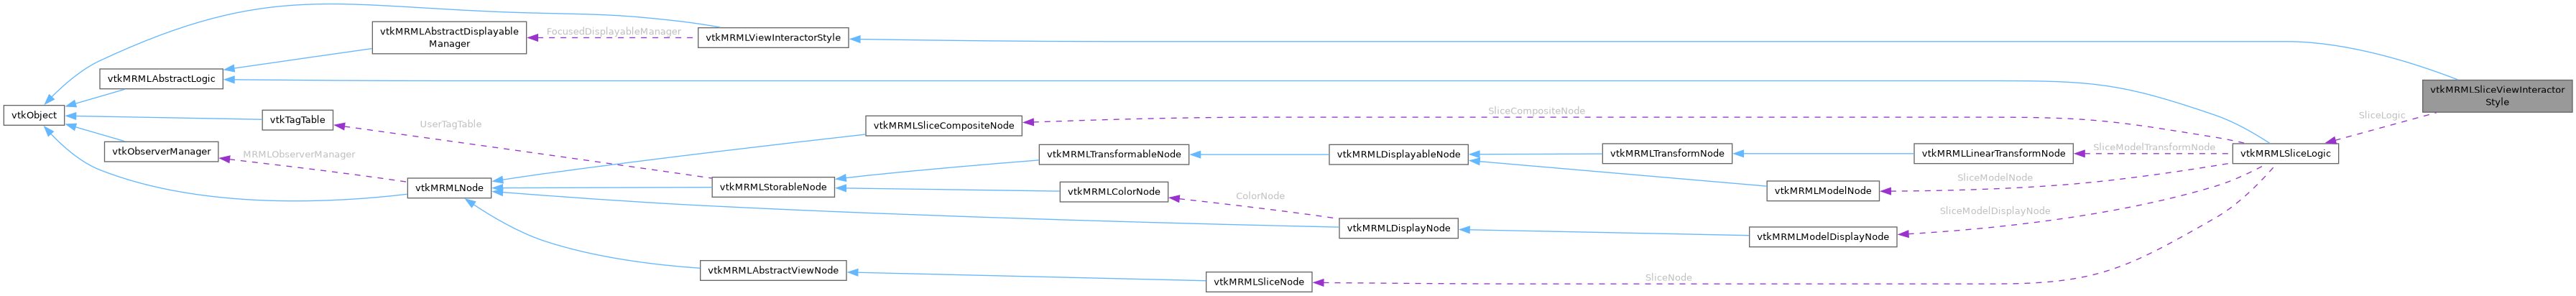 vtkMRMLAbstractDisplayable
Manager
FocusedDisplayableManager
vtkMRMLViewInteractorStyle
vtkMRMLAbstractLogic
vtkMRMLSliceViewInteractor
Style
vtkObject
vtkTagTable
UserTagTable
vtkMRMLSliceCompositeNode
SliceCompositeNode
SliceLogic
vtkObserverManager
MRMLObserverManager
vtkMRMLTransformableNode
vtkMRMLDisplayableNode
vtkMRMLTransformNode
vtkMRMLLinearTransformNode
SliceModelTransformNode
vtkMRMLSliceLogic
vtkMRMLNode
vtkMRMLStorableNode
vtkMRMLColorNode
ColorNode
vtkMRMLModelNode
SliceModelNode
vtkMRMLDisplayNode
vtkMRMLModelDisplayNode
SliceModelDisplayNode
vtkMRMLAbstractViewNode
vtkMRMLSliceNode
SliceNode